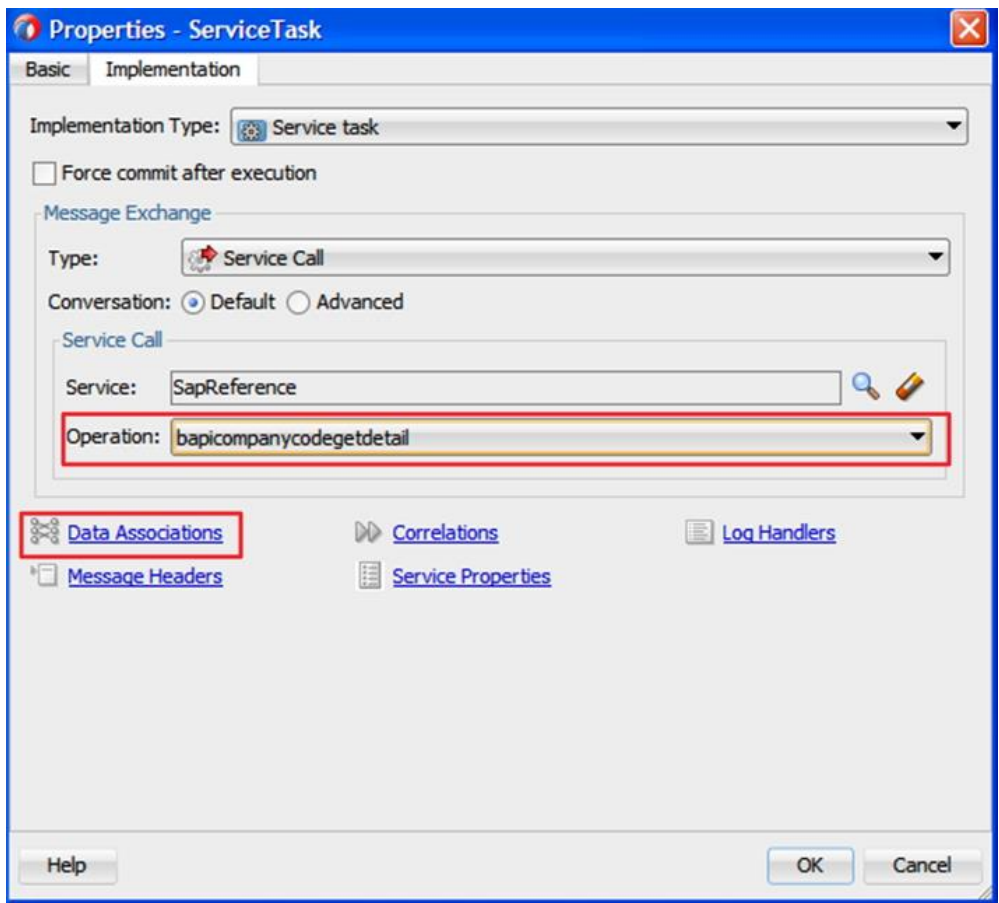 Properties - ServiceTask
Basic Implementation
Implementation Type: Service task
Force commit after execution
Message Exchange
Type: Service Call
Conversation: Default Advanced
Service Call
Service: SapReference
Operation: bapicompanycodegetdetail
Data Associations Correlations Log Handlers
Message Headers Service Properties
Help OK Cancel